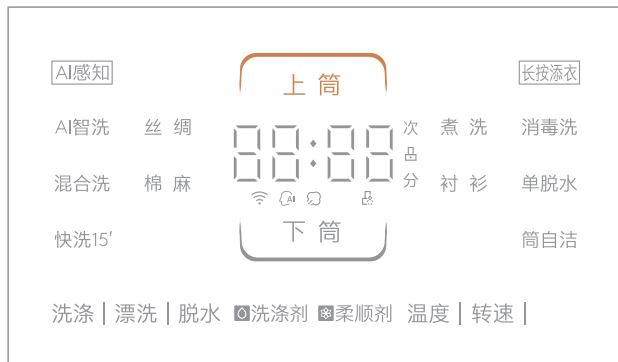 上筒
AI感知 长按添衣
AI智洗 丝绸 88:88 次 煮洗 消毒洗
混合洗 棉麻 分 衬衫 单脱水
AI
快洗15' 下筒 筒自洁
洗涤 | 漂洗 | 脱水 洗涤剂 柔顺剂 温度 | 转速 |